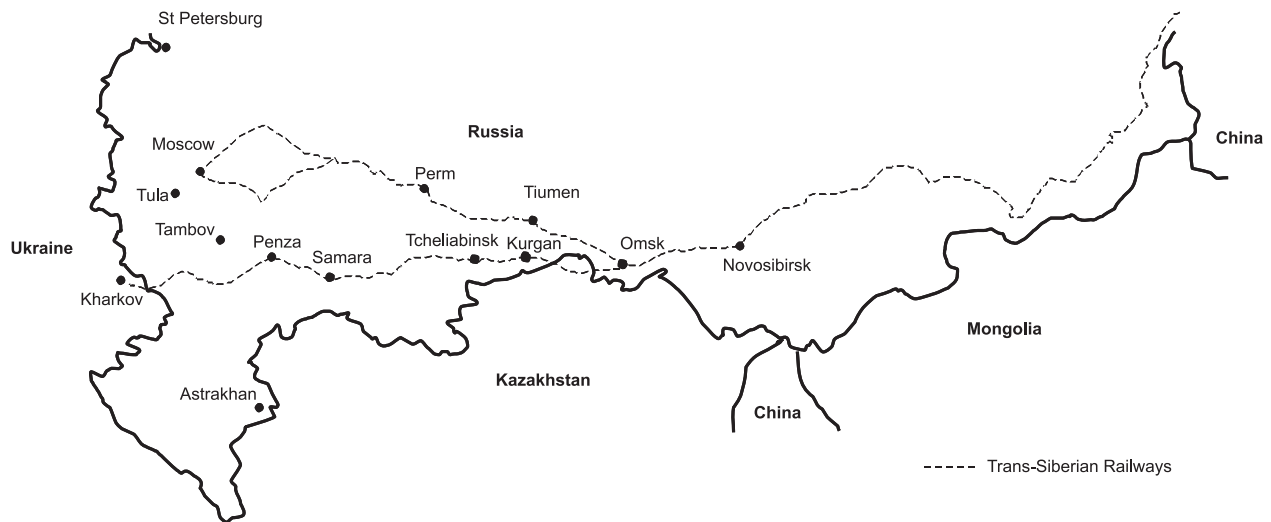 St Petersburg
Moscow
Russia
China
Tula
Perm
Tiumen
Tambov
Ukraine
Penza
Samara
Tcheliabinsk
Kurgan
Omsk
Novosibirsk
Kharkov
Mongolia
Astrakhan
Kazakhstan
China
Trans-Siberian Railways